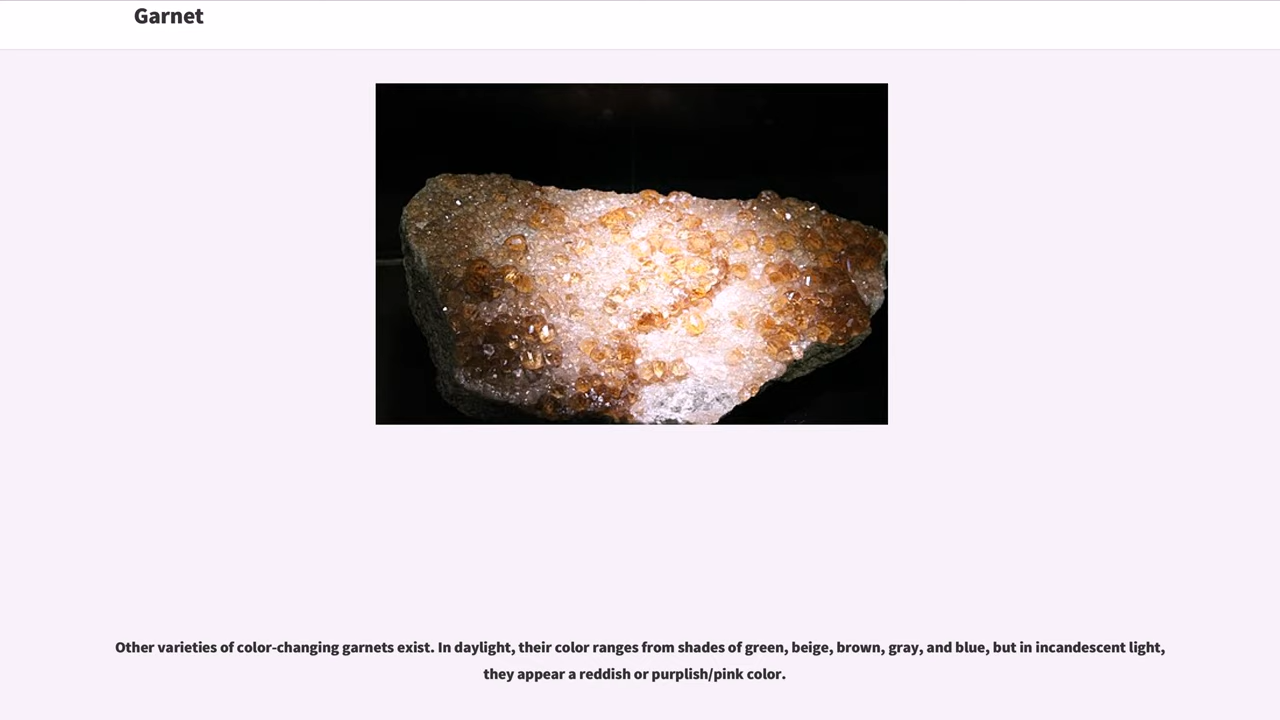 Garnet
Other varieties of color-changing garnets exist. In daylight, their color ranges from shades of green, beige, brown, gray, and blue, but in incandescent light,
they appear a reddish or purplish/pink color.